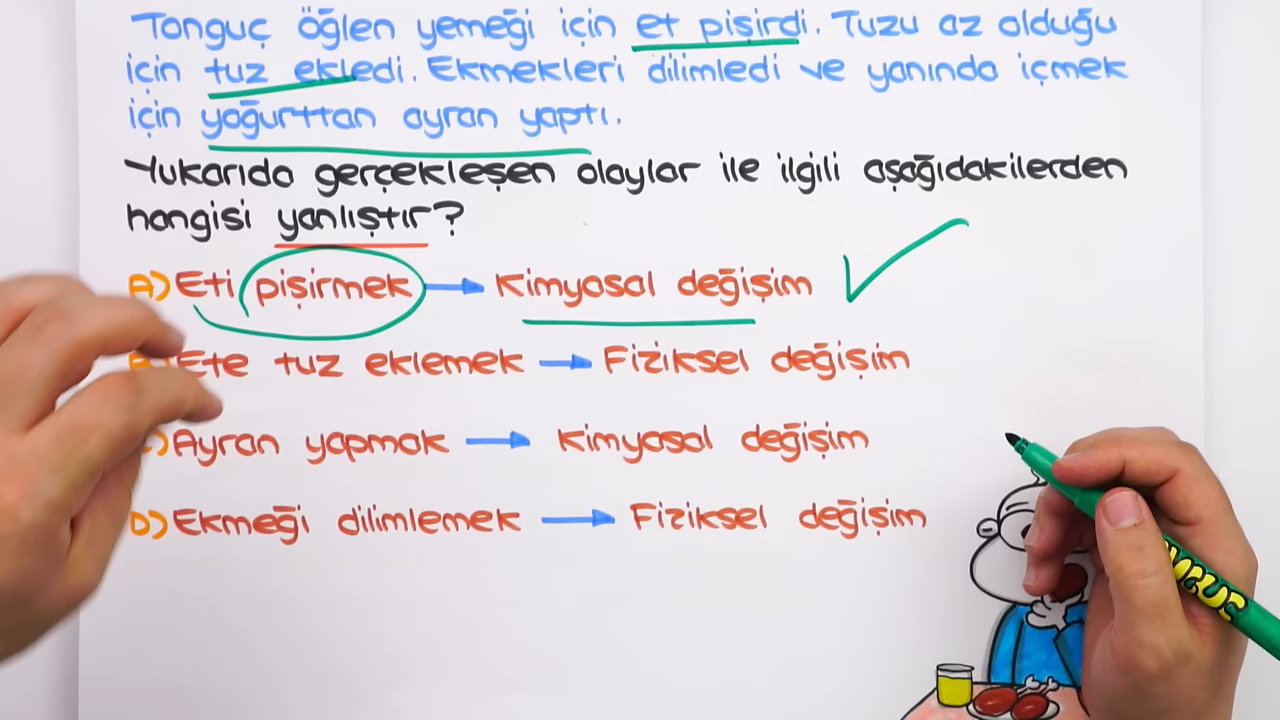 Tonguç öğlen yemeği için et pişirdi. Tuzu az olduğu
için tuz ekledi. Ekmekleri dilimledi ve yanında içmek
için yoğurttan ayran yaptı.
Yukarıda gerçekleşen olaylar ile ilgili aşağıdakilerden
hangisi yanlıştır?
A) Eti pişirmek → Kimyasal değişim
Ete tuz eklemek → Fiziksel değişim
Ayran yapmak → Kimyasal değişim
D) Ekmeği dilimlemek → Fiziksel değişim